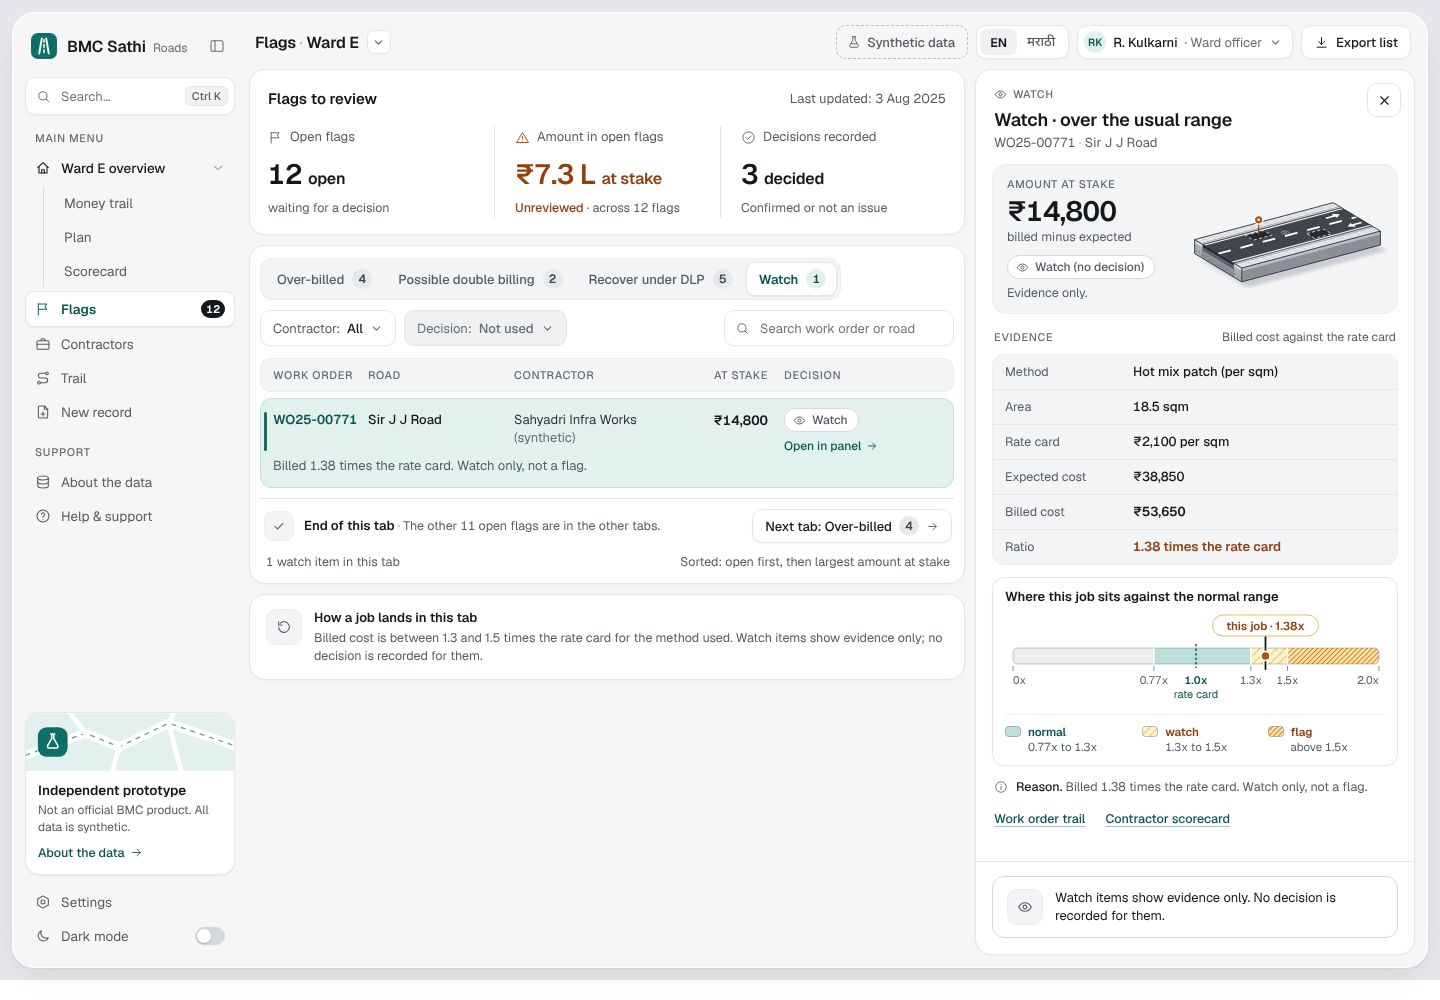 BMC Sathi Roads
Search... Ctrl K
MAIN MENU
Ward E overview
Money trail
Plan
Scorecard
Flags 12
Contractors
Trail
New record
SUPPORT
About the data
Help & support
Independent prototype
Not an official BMC product. All
data is synthetic.
About the data →
Settings
Dark mode
Flags · Ward E
Synthetic data
EN मराठी
RK R. Kulkarni · Ward officer
Export list
Flags to review
Last updated: 3 Aug 2025
Open flags
12 open
waiting for a decision
Amount in open flags
₹7.3 L at stake
Unreviewed · across 12 flags
Decisions recorded
3 decided
Confirmed or not an issue
Over-billed 4
Possible double billing 2
Recover under DLP 5
Watch 1
Contractor: All
Decision: Not used
Search work order or road
WORK ORDER ROAD CONTRACTOR AT STAKE DECISION
WO25-00771 Sir J J Road Sahyadri Infra Works ₹14,800 Watch
(synthetic) Open in panel →
Billed 1.38 times the rate card. Watch only, not a flag.
End of this tab · The other 11 open flags are in the other tabs.
Next tab: Over-billed 4 →
1 watch item in this tab
Sorted: open first, then largest amount at stake
How a job lands in this tab
Billed cost is between 1.3 and 1.5 times the rate card for the method used. Watch items show evidence only; no
decision is recorded for them.
WATCH
Watch · over the usual range
WO25-00771 · Sir J J Road
AMOUNT AT STAKE
₹14,800
billed minus expected
Watch (no decision)
Evidence only.
EVIDENCE
Billed cost against the rate card
Method Hot mix patch (per sqm)
Area 18.5 sqm
Rate card ₹2,100 per sqm
Expected cost ₹38,850
Billed cost ₹53,650
Ratio 1.38 times the rate card
Where this job sits against the normal range
this job · 1.38x
0x 0.77x 1.0x 1.3x 1.5x 2.0x
rate card
normal
0.77x to 1.3x
watch
1.3x to 1.5x
flag
above 1.5x
Reason. Billed 1.38 times the rate card. Watch only, not a flag.
Work order trail
Contractor scorecard
Watch items show evidence only. No decision is
recorded for them.